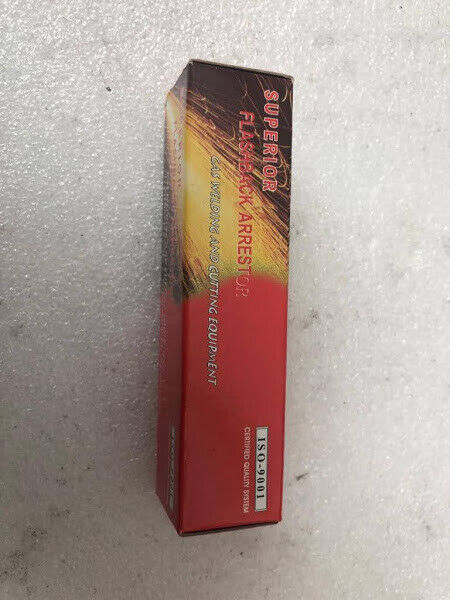 SUPERIOR
FLASHBACK ARRESTOR
GAS WELDING AND CUTTING EQUIPMENT
ISO-9001
CERTIFIED QUALITY SYSTEM